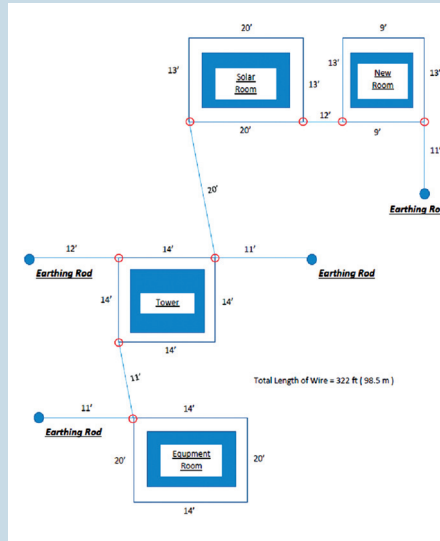 20'
9'
13'
Solar
Room
13'
13'
New
Room
13'
20'
12'
9'
11'
Earthing Ro
20'
12'
14'
11'
Earthing Rod
Earthing Rod
14'
Tower
14'
14'
11'
Total Length of Wire = 322 ft ( 98.5 m )
11'
14'
Earthing Rod
20'
Equpment
Room
20'
14'